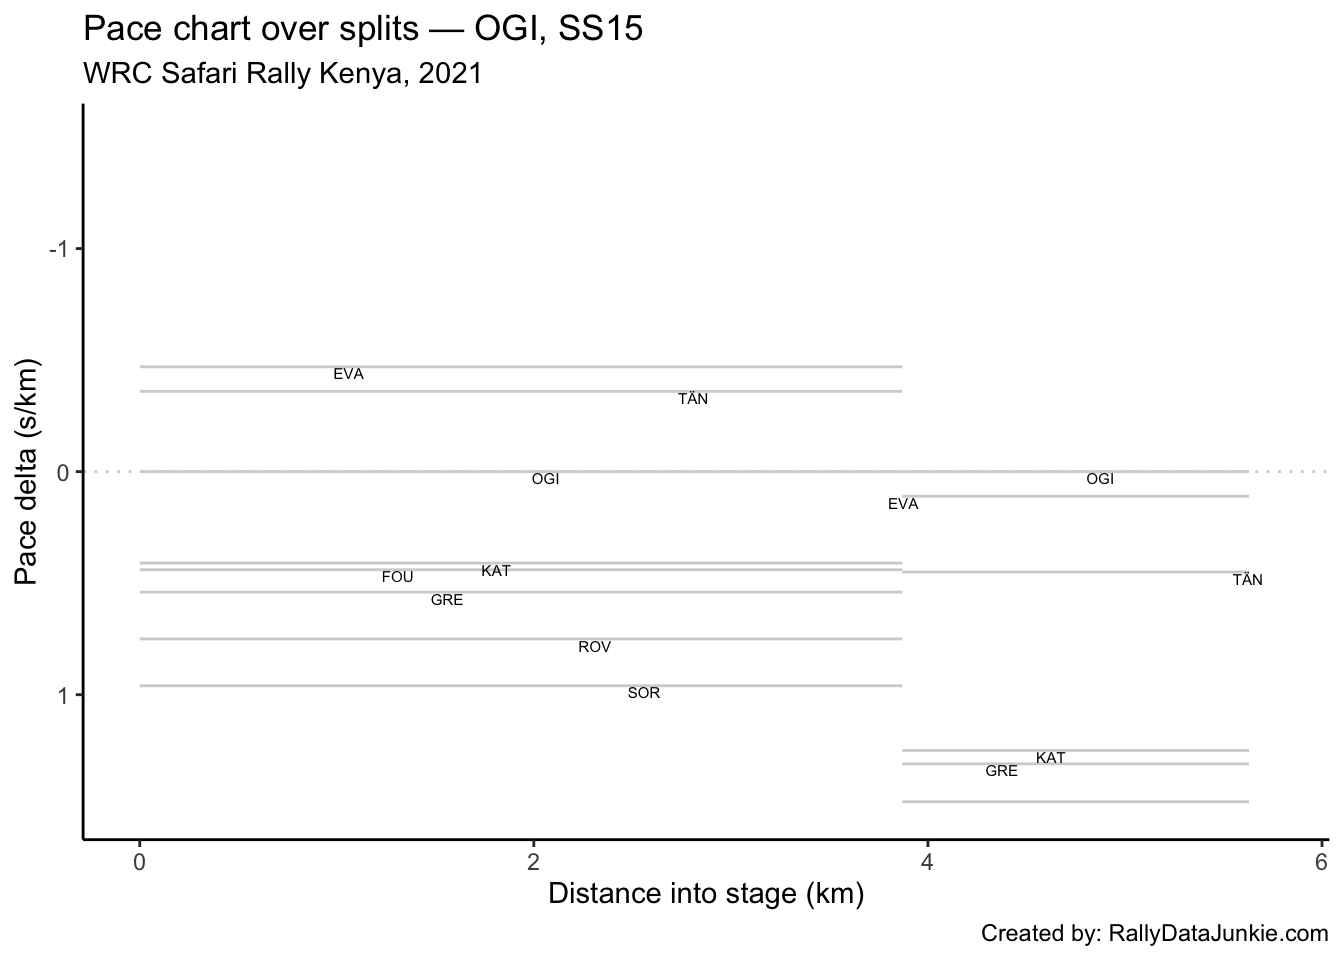 Pace chart over splits — OGI, SS15
WRC Safari Rally Kenya, 2021
Pace delta (s/km)
-1
0
1
EVA
TÄN
OGI
OGI
EVA
KAT
FOU
TÄN
GRE
ROV
SOR
KAT
GRE
0
2
4
6
Distance into stage (km)
Created by: RallyDataJunkie.com